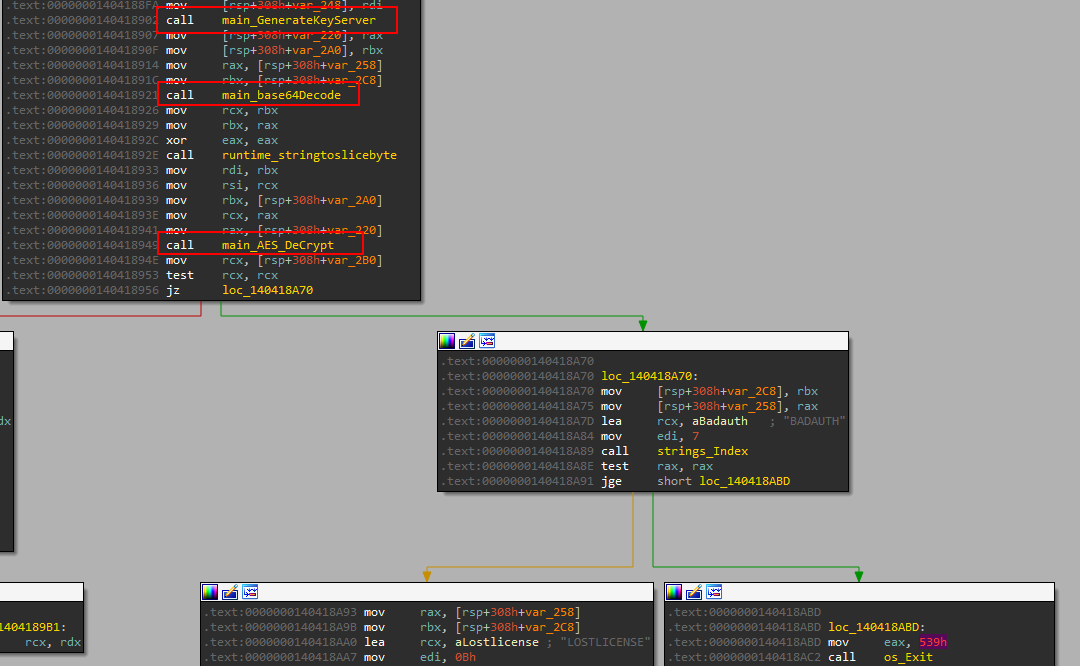 .text:00000001404188FA mov [rsp+308h+var_248], rdi
.text:0000000140418902 call main_GenerateKeyServer
.text:0000000140418907 mov [rsp+308h+var_220], rax
.text:000000014041890F mov [rsp+308h+var_2A0], rbx
.text:0000000140418914 mov rax, [rsp+308h+var_258]
.text:000000014041891C mov rbx, [rsp+308h+var_2C8]
.text:0000000140418921 call main_base64Decode
.text:0000000140418926 mov rcx, rbx
.text:0000000140418929 mov rbx, rax
.text:000000014041892C xor eax, eax
.text:000000014041892E call runtime_stringtoslicebyte
.text:0000000140418933 mov rdi, rbx
.text:0000000140418936 mov rsi, rcx
.text:0000000140418939 mov rbx, [rsp+308h+var_2A0]
.text:000000014041893E mov rcx, rax
.text:0000000140418941 mov rax, [rsp+308h+var_220]
.text:0000000140418949 call main_AES_DeCrypt
.text:000000014041894E mov rcx, [rsp+308h+var_2B0]
.text:0000000140418953 test rcx, rcx
.text:0000000140418956 jz loc_140418A70
dx
.text:0000000140418A70
.text:0000000140418A70 loc_140418A70:
.text:0000000140418A70 mov [rsp+308h+var_2C8], rbx
.text:0000000140418A75 mov [rsp+308h+var_258], rax
.text:0000000140418A7D lea rcx, aBadauth ; "BADAUTH"
.text:0000000140418A84 mov edi, 7
.text:0000000140418A89 call strings_Index
.text:0000000140418A8E test rax, rax
.text:0000000140418A91 jge short loc_140418ABD
1404189B1:
rcx, rdx
.text:0000000140418A93 mov rax, [rsp+308h+var_258]
.text:0000000140418A9B mov rbx, [rsp+308h+var_2C8]
.text:0000000140418AA0 lea rcx, aLostlicense ; "LOSTLICENSE"
.text:0000000140418AA7 mov edi, 0Bh
.text:0000000140418ABD
.text:0000000140418ABD loc_140418ABD:
.text:0000000140418ABD mov eax, 539h
.text:0000000140418AC2 call os_Exit